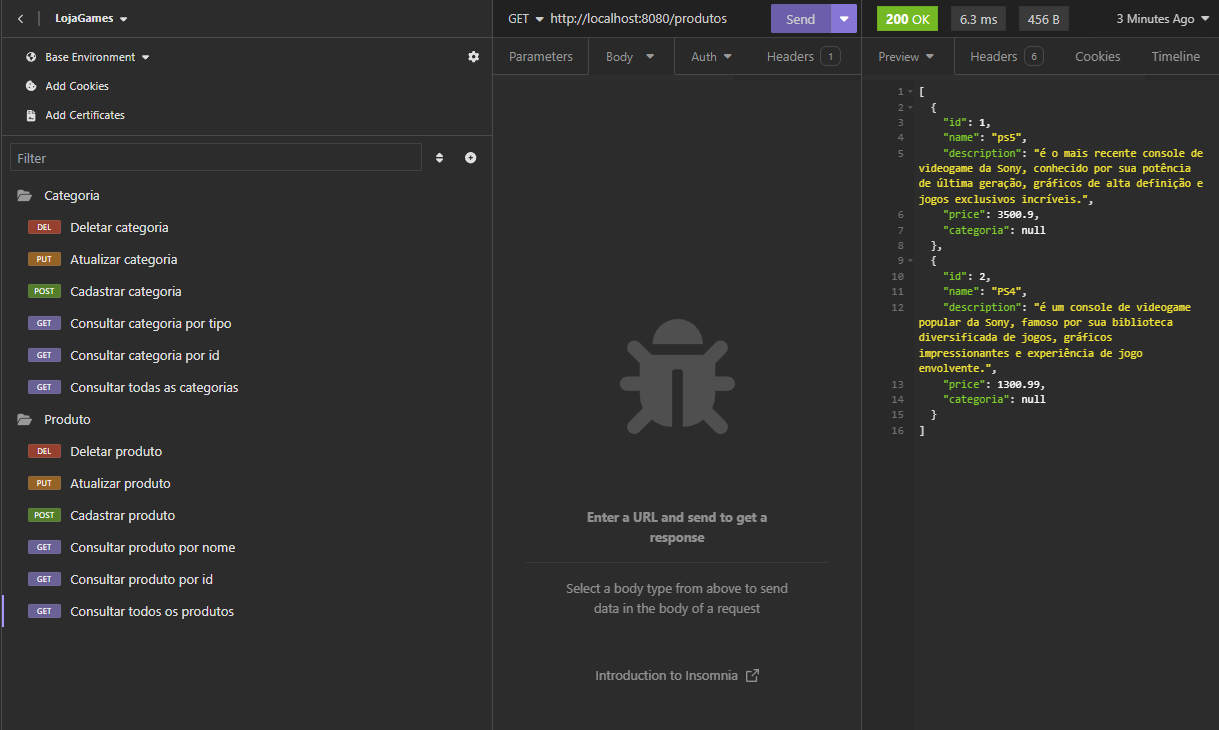 LojaGames
Base Environment
Add Cookies
Add Certificates
Filter
Categoria
DEL Deletar categoria
PUT Atualizar categoria
POST Cadastrar categoria
GET Consultar categoria por tipo
GET Consultar categoria por id
GET Consultar todas as categorias
Produto
DEL Deletar produto
PUT Atualizar produto
POST Cadastrar produto
GET Consultar produto por nome
GET Consultar produto por id
GET Consultar todos os produtos
GET http://localhost:8080/produtos Send
Parameters Body Auth Headers 1
Enter a URL and send to get a
response
Select a body type from above to send
data in the body of a request
Introduction to Insomnia
200 OK 6.3 ms 456 B 3 Minutes Ago
Preview Headers 6 Cookies Timeline
1 [
2 {
3 "id": 1,
4 "name": "ps5",
5 "description": "é o mais recente console de
videogame da Sony, conhecido por sua potência
de última geração, gráficos de alta definição e
jogos exclusivos incríveis.",
6 "price": 3500.9,
7 "categoria": null
8 },
9 {
10 "id": 2,
11 "name": "PS4",
12 "description": "é um console de videogame
popular da Sony, famoso por sua biblioteca
diversificada de jogos, gráficos
impressionantes e experiência de jogo
envolvente.",
13 "price": 1300.99,
14 "categoria": null
15 }
16 ]